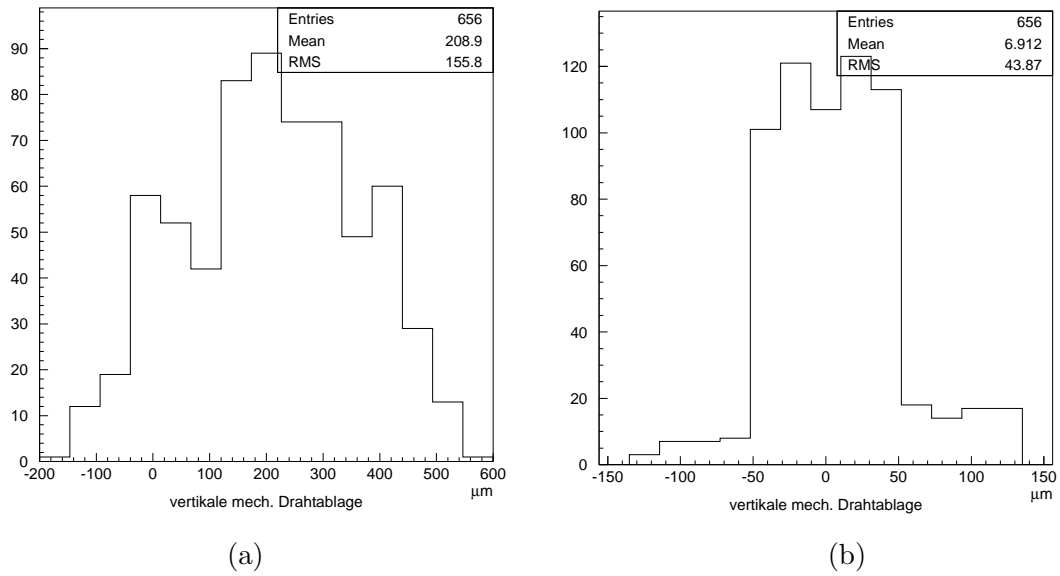 Entries 656
Mean 208.9
RMS 155.8
90
80
70
60
50
40
30
20
10
0
-200 -100 0 100 200 300 400 500 600
µm
vertikale mech. Drahtablage
(a)
Entries 656
Mean 6.912
RMS 43.87
120
100
80
60
40
20
0
-150 -100 -50 0 50 100 150
µm
vertikale mech. Drahtablage
(b)